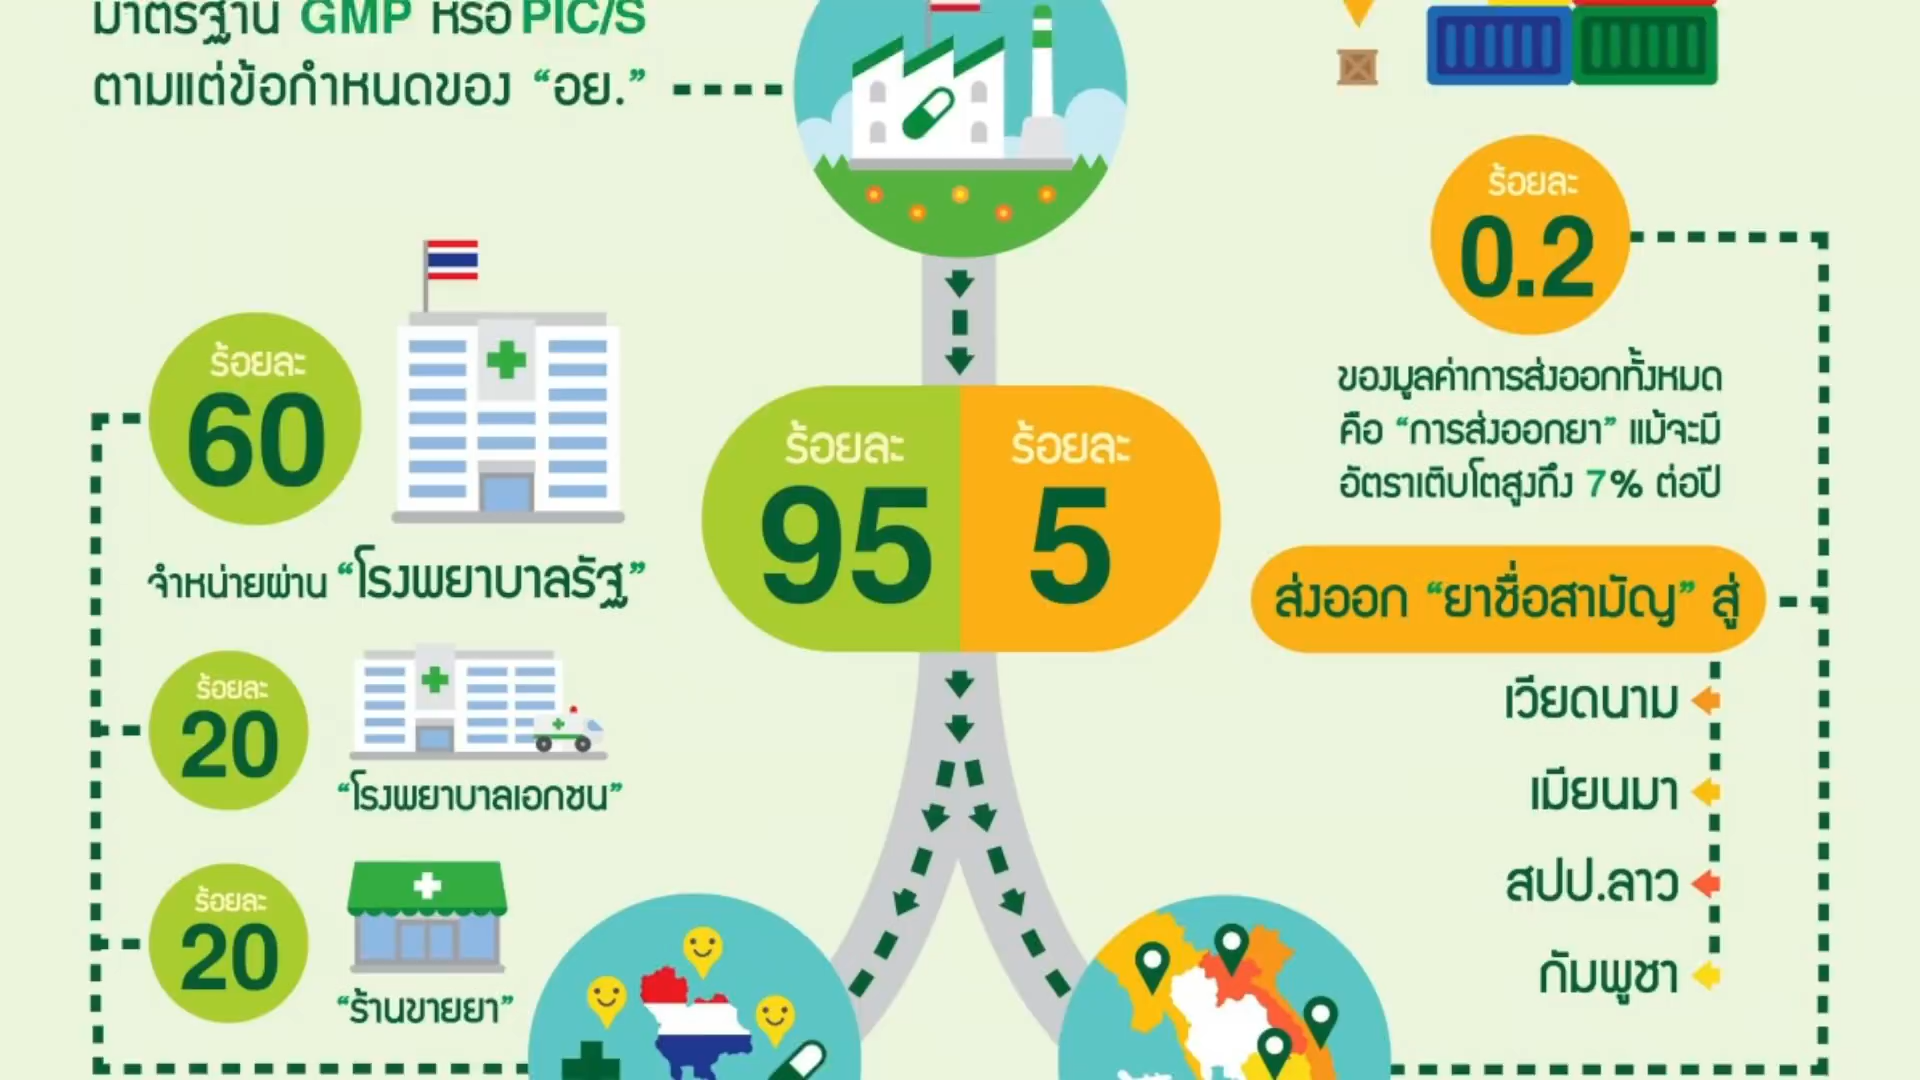 มาตรฐาน GMP หรือ PIC/S
ตามแต่ข้อกำหนดของ “อย.”
ร้อยละ
60
จำหน่ายผ่าน “โรงพยาบาลรัฐ”
ร้อยละ
20
“โรงพยาบาลเอกชน”
ร้อยละ
20
“ร้านขายยา”
ร้อยละ
95
ร้อยละ
5
ร้อยละ
0.2
ของมูลค่าการส่งออกทั้งหมด
คือ “การส่งออกยา” แม้จะมี
อัตราเติบโตสูงถึง 7% ต่อปี
ส่งออก “ยาชื่อสามัญ” สู่
เวียดนาม
เมียนมา
สปป.ลาว
กัมพูชา